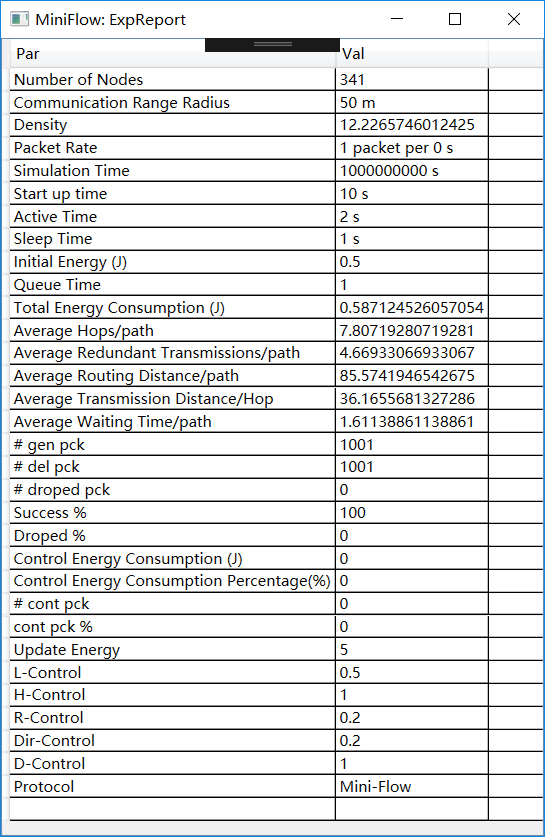 MiniFlow: ExpReport
Par Val
Number of Nodes 341
Communication Range Radius 50 m
Density 12.2265746012425
Packet Rate 1 packet per 0 s
Simulation Time 1000000000 s
Start up time 10 s
Active Time 2 s
Sleep Time 1 s
Initial Energy (J) 0.5
Queue Time 1
Total Energy Consumption (J) 0.587124526057054
Average Hops/path 7.80719280719281
Average Redundant Transmissions/path 4.66933066933067
Average Routing Distance/path 85.5741946542675
Average Transmission Distance/Hop 36.1655681327286
Average Waiting Time/path 1.61138861138861
# gen pck 1001
# del pck 1001
# droped pck 0
Success % 100
Droped % 0
Control Energy Consumption (J) 0
Control Energy Consumption Percentage(%) 0
# cont pck 0
cont pck % 0
Update Energy 5
L-Control 0.5
H-Control 1
R-Control 0.2
Dir-Control 0.2
D-Control 1
Protocol Mini-Flow